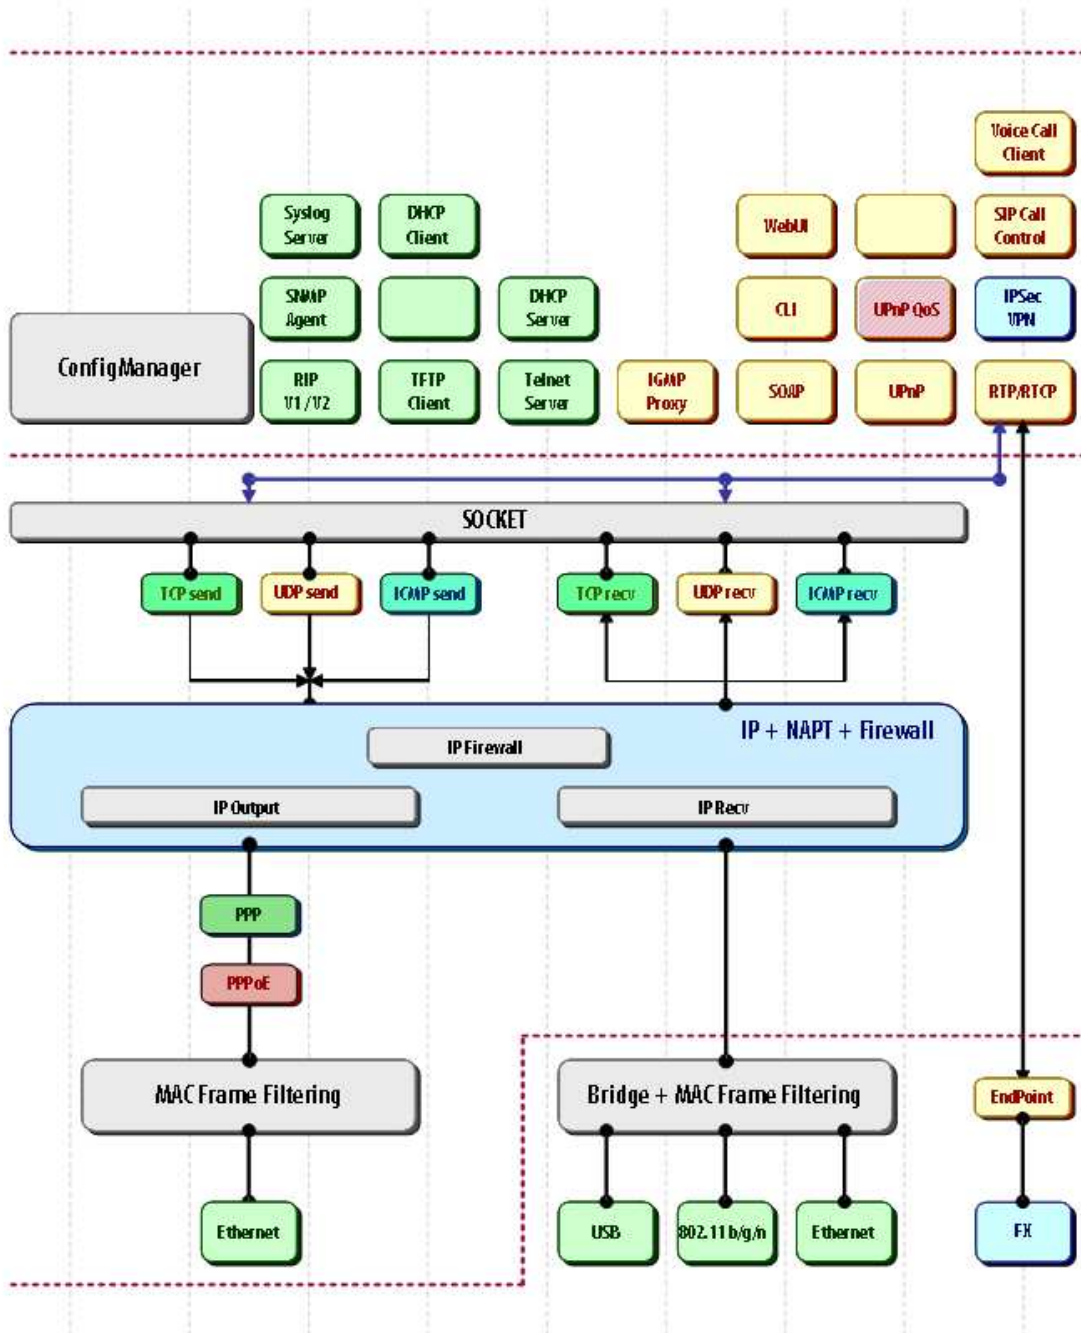 Voice Call
Client
Syslog
Server
DHCP
Client
WebUI
SIP Call
Control
SNMP
Agent
DHCP
Server
CLI
UPnP QoS
IPSec
VPN
ConfigManager
RIP
V1/V2
TFTP
Client
Telnet
Server
IGMP
Proxy
SOAP
UPnP
RTP/RTCP
SOCKET
TCP send
UDP send
ICMP send
TCP recv
UDP recv
ICMP recv
IP + NAPT + Firewall
IP Firewall
IP Output
IP Recv
PPP
PPPoE
MAC Frame Filtering
Bridge + MAC Frame Filtering
EndPoint
Ethernet
USB
802.11b/g/n
Ethernet
FX